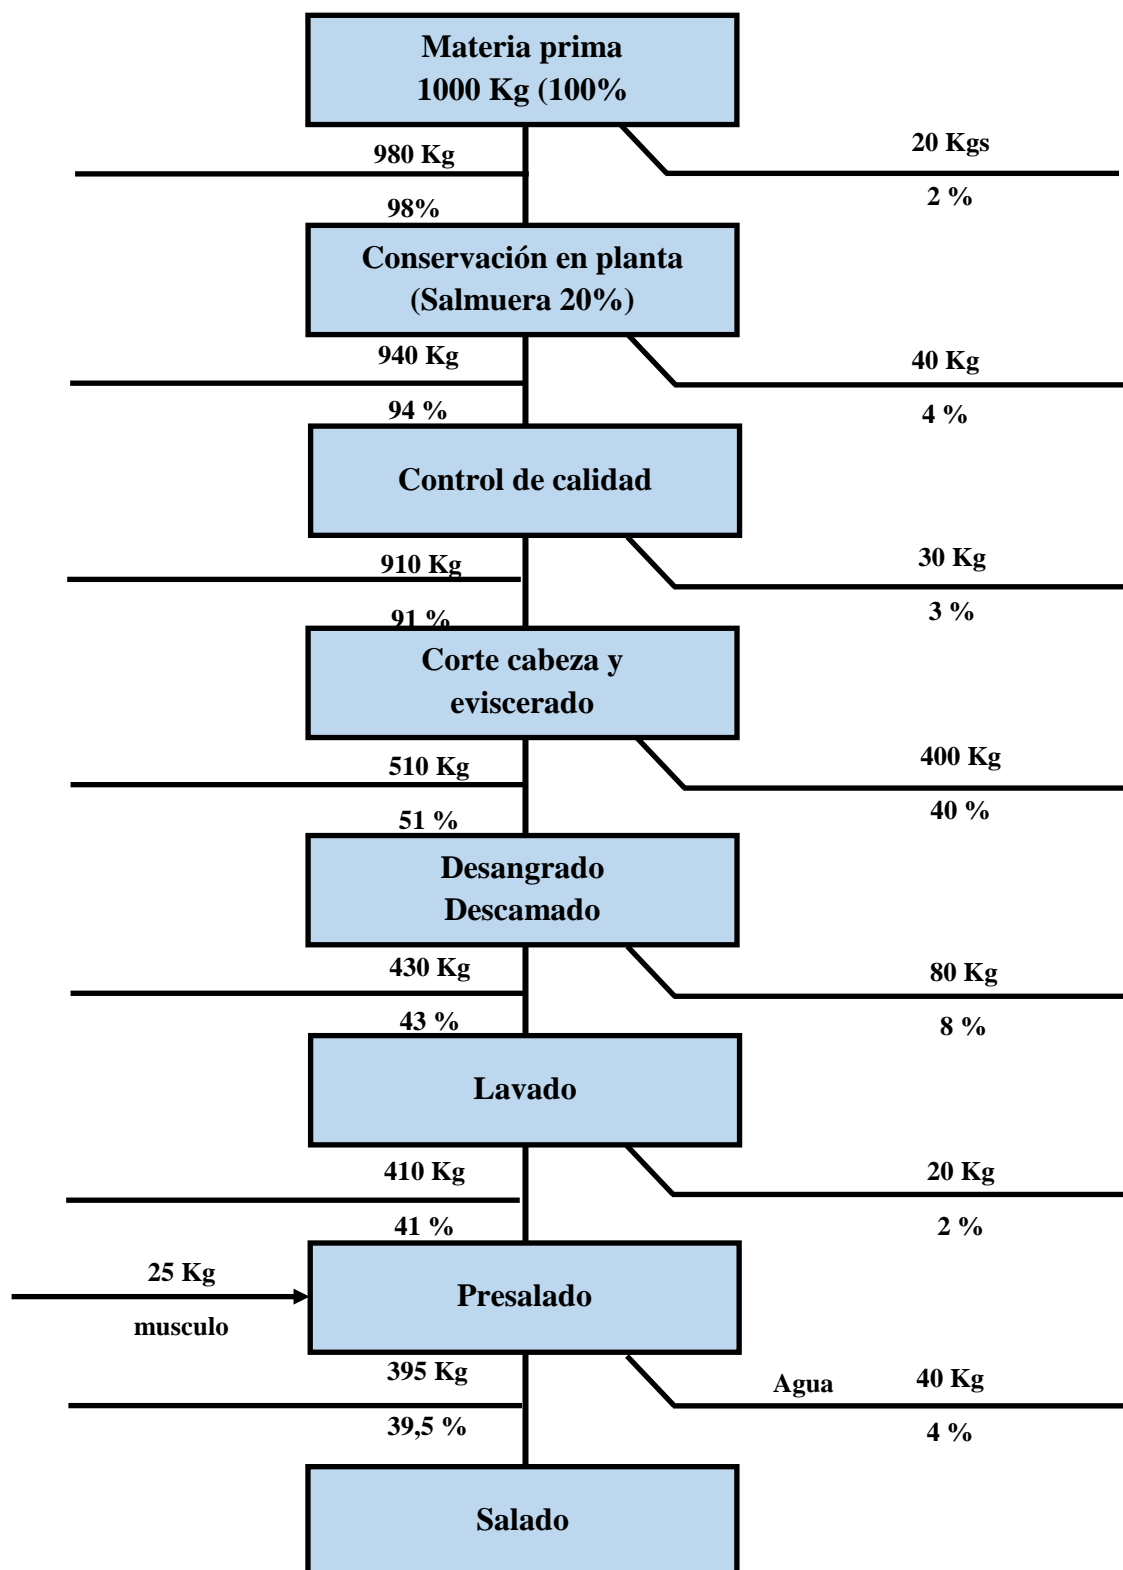 Materia prima
1000 Kg (100%
980 Kg
20 Kgs
98%
2 %
Conservación en planta
(Salmuera 20%)
940 Kg
40 Kg
94 %
4 %
Control de calidad
910 Kg
30 Kg
91 %
3 %
Corte cabeza y
eviscerado
510 Kg
400 Kg
51 %
40 %
Desangrado
Descamado
430 Kg
80 Kg
43 %
8 %
Lavado
410 Kg
20 Kg
41 %
2 %
25 Kg
Presalado
musculo
395 Kg
Agua
40 Kg
39,5 %
4 %
Salado